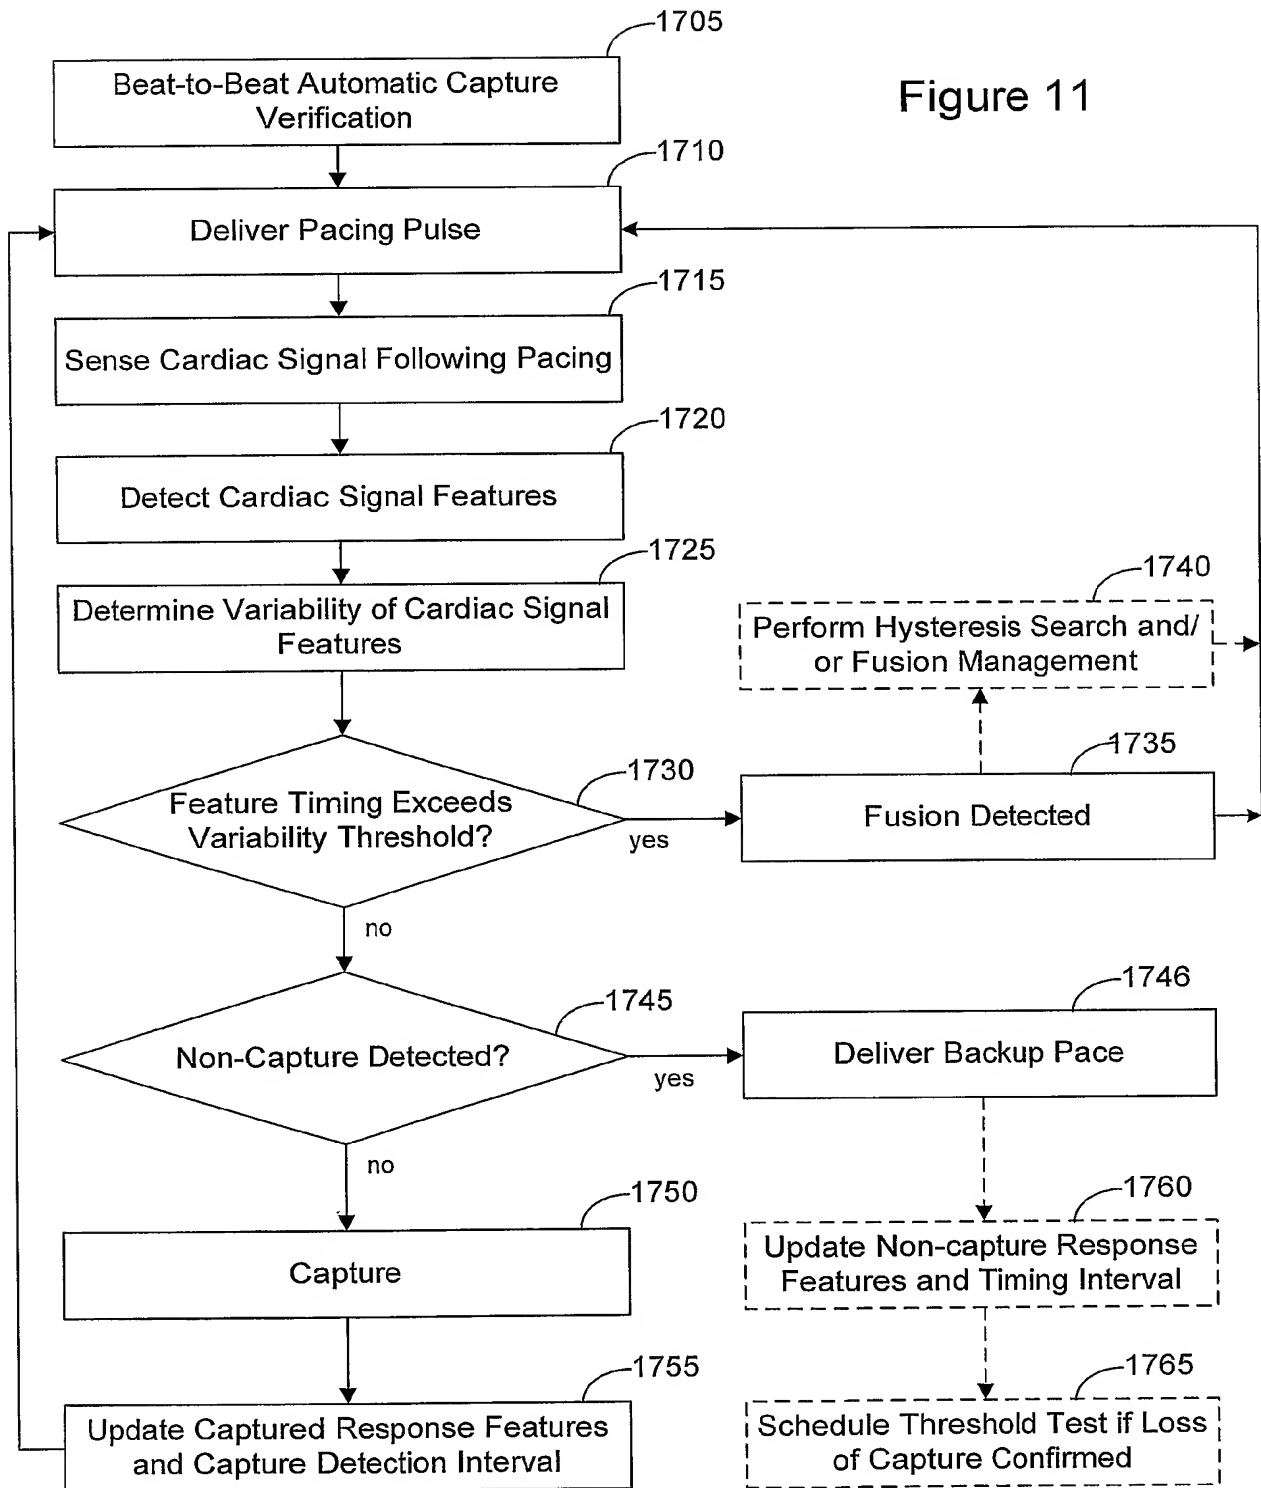 1705
Beat-to-Beat Automatic Capture
Verification
Figure 11
1710
Deliver Pacing Pulse
1715
Sense Cardiac Signal Following Pacing
1720
Detect Cardiac Signal Features
1725
Determine Variability of Cardiac Signal
Features
1740
Perform Hysteresis Search and/
or Fusion Management
1730
Feature Timing Exceeds
Variability Threshold?
yes
1735
Fusion Detected
no
1745
Non-Capture Detected?
yes
1746
Deliver Backup Pace
no
1750
Capture
1760
Update Non-capture Response
Features and Timing Interval
1755
Update Captured Response Features
and Capture Detection Interval
1765
Schedule Threshold Test if Loss
of Capture Confirmed